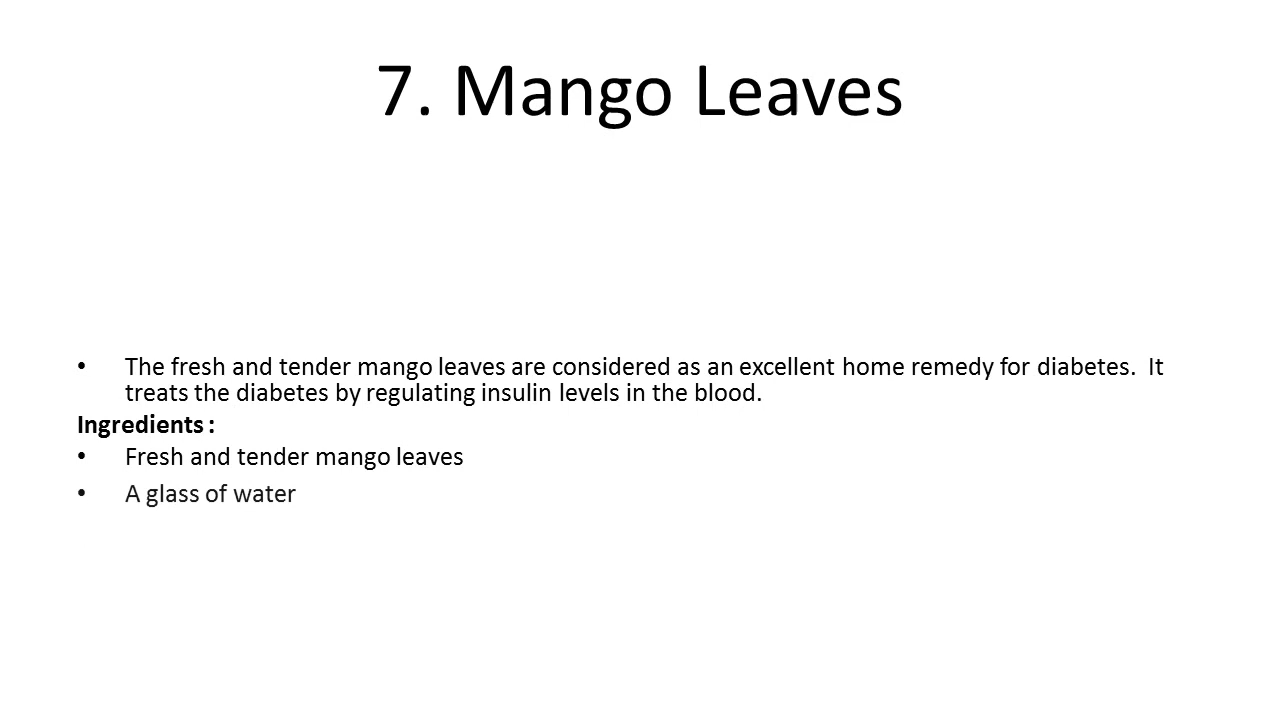 7. Mango Leaves
• The fresh and tender mango leaves are considered as an excellent home remedy for diabetes.  It
treats the diabetes by regulating insulin levels in the blood.
Ingredients :
• Fresh and tender mango leaves
• A glass of water